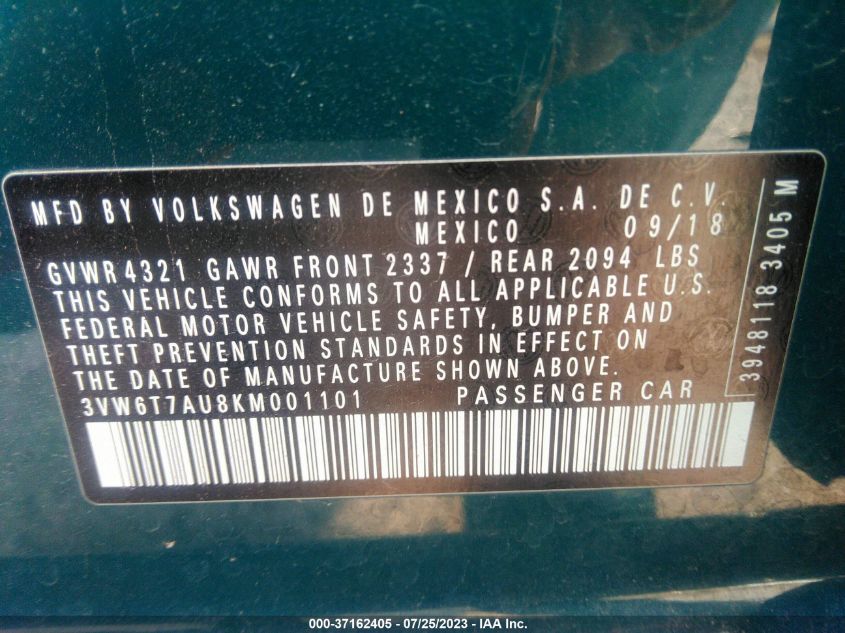 MFD BY VOLKSWAGEN DE MEXICO S.A. DE C.V.
MEXICO 09/18
GVWR 4321 GAWR FRONT 2337 / REAR 2094 LBS
THIS VEHICLE CONFORMS TO ALL APPLICABLE U.S.
FEDERAL MOTOR VEHICLE SAFETY, BUMPER AND
THEFT PREVENTION STANDARDS IN EFFECT ON
THE DATE OF MANUFACTURE SHOWN ABOVE.
3VW6T7AU8KM001101 PASSENGER CAR
3948118 3405 M
000-37162405 - 07/25/2023 - IAA Inc.